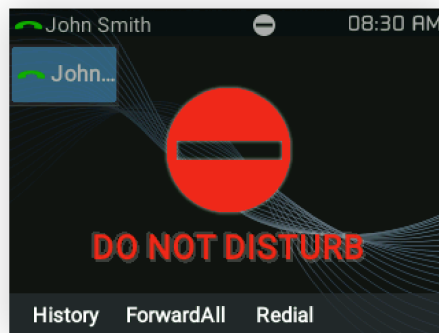 John Smith 08:30 AM
John...
DO NOT DISTURB
History ForwardAll Redial